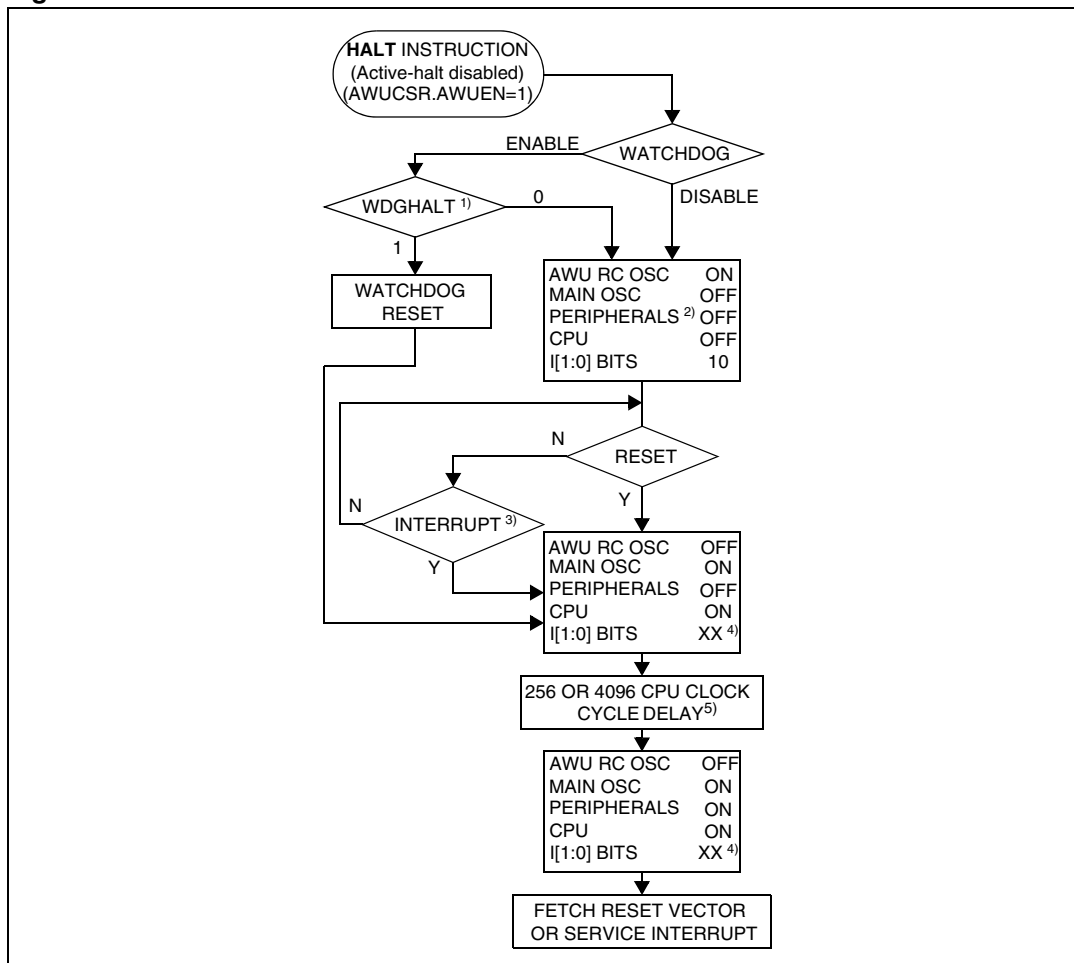 HALT INSTRUCTION
(Active-halt disabled)
(AWUCSR.AWUEN=1)
ENABLE
WATCHDOG
WDGHALT 1)
0
DISABLE
1
WATCHDOG
RESET
AWU RC OSC ON
MAIN OSC OFF
PERIPHERALS 2) OFF
CPU OFF
I[1:0] BITS 10
N
RESET
Y
N
INTERRUPT 3)
Y
AWU RC OSC OFF
MAIN OSC ON
PERIPHERALS OFF
CPU ON
I[1:0] BITS XX 4)
256 OR 4096 CPU CLOCK
CYCLE DELAY5)
AWU RC OSC OFF
MAIN OSC ON
PERIPHERALS ON
CPU ON
I[1:0] BITS XX 4)
FETCH RESET VECTOR
OR SERVICE INTERRUPT